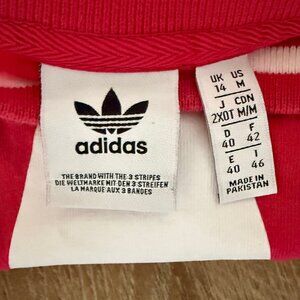 adidas
THE BRAND WITH THE 3 STRIPES
DIE WELTMARKE MIT DEN 3 STREIFEN
LA MARQUE AUX 3 BANDES
UK US
14 M
J CDN
2XOT M/M
D F
40 42
E I
40 46
MADE IN
PAKISTAN